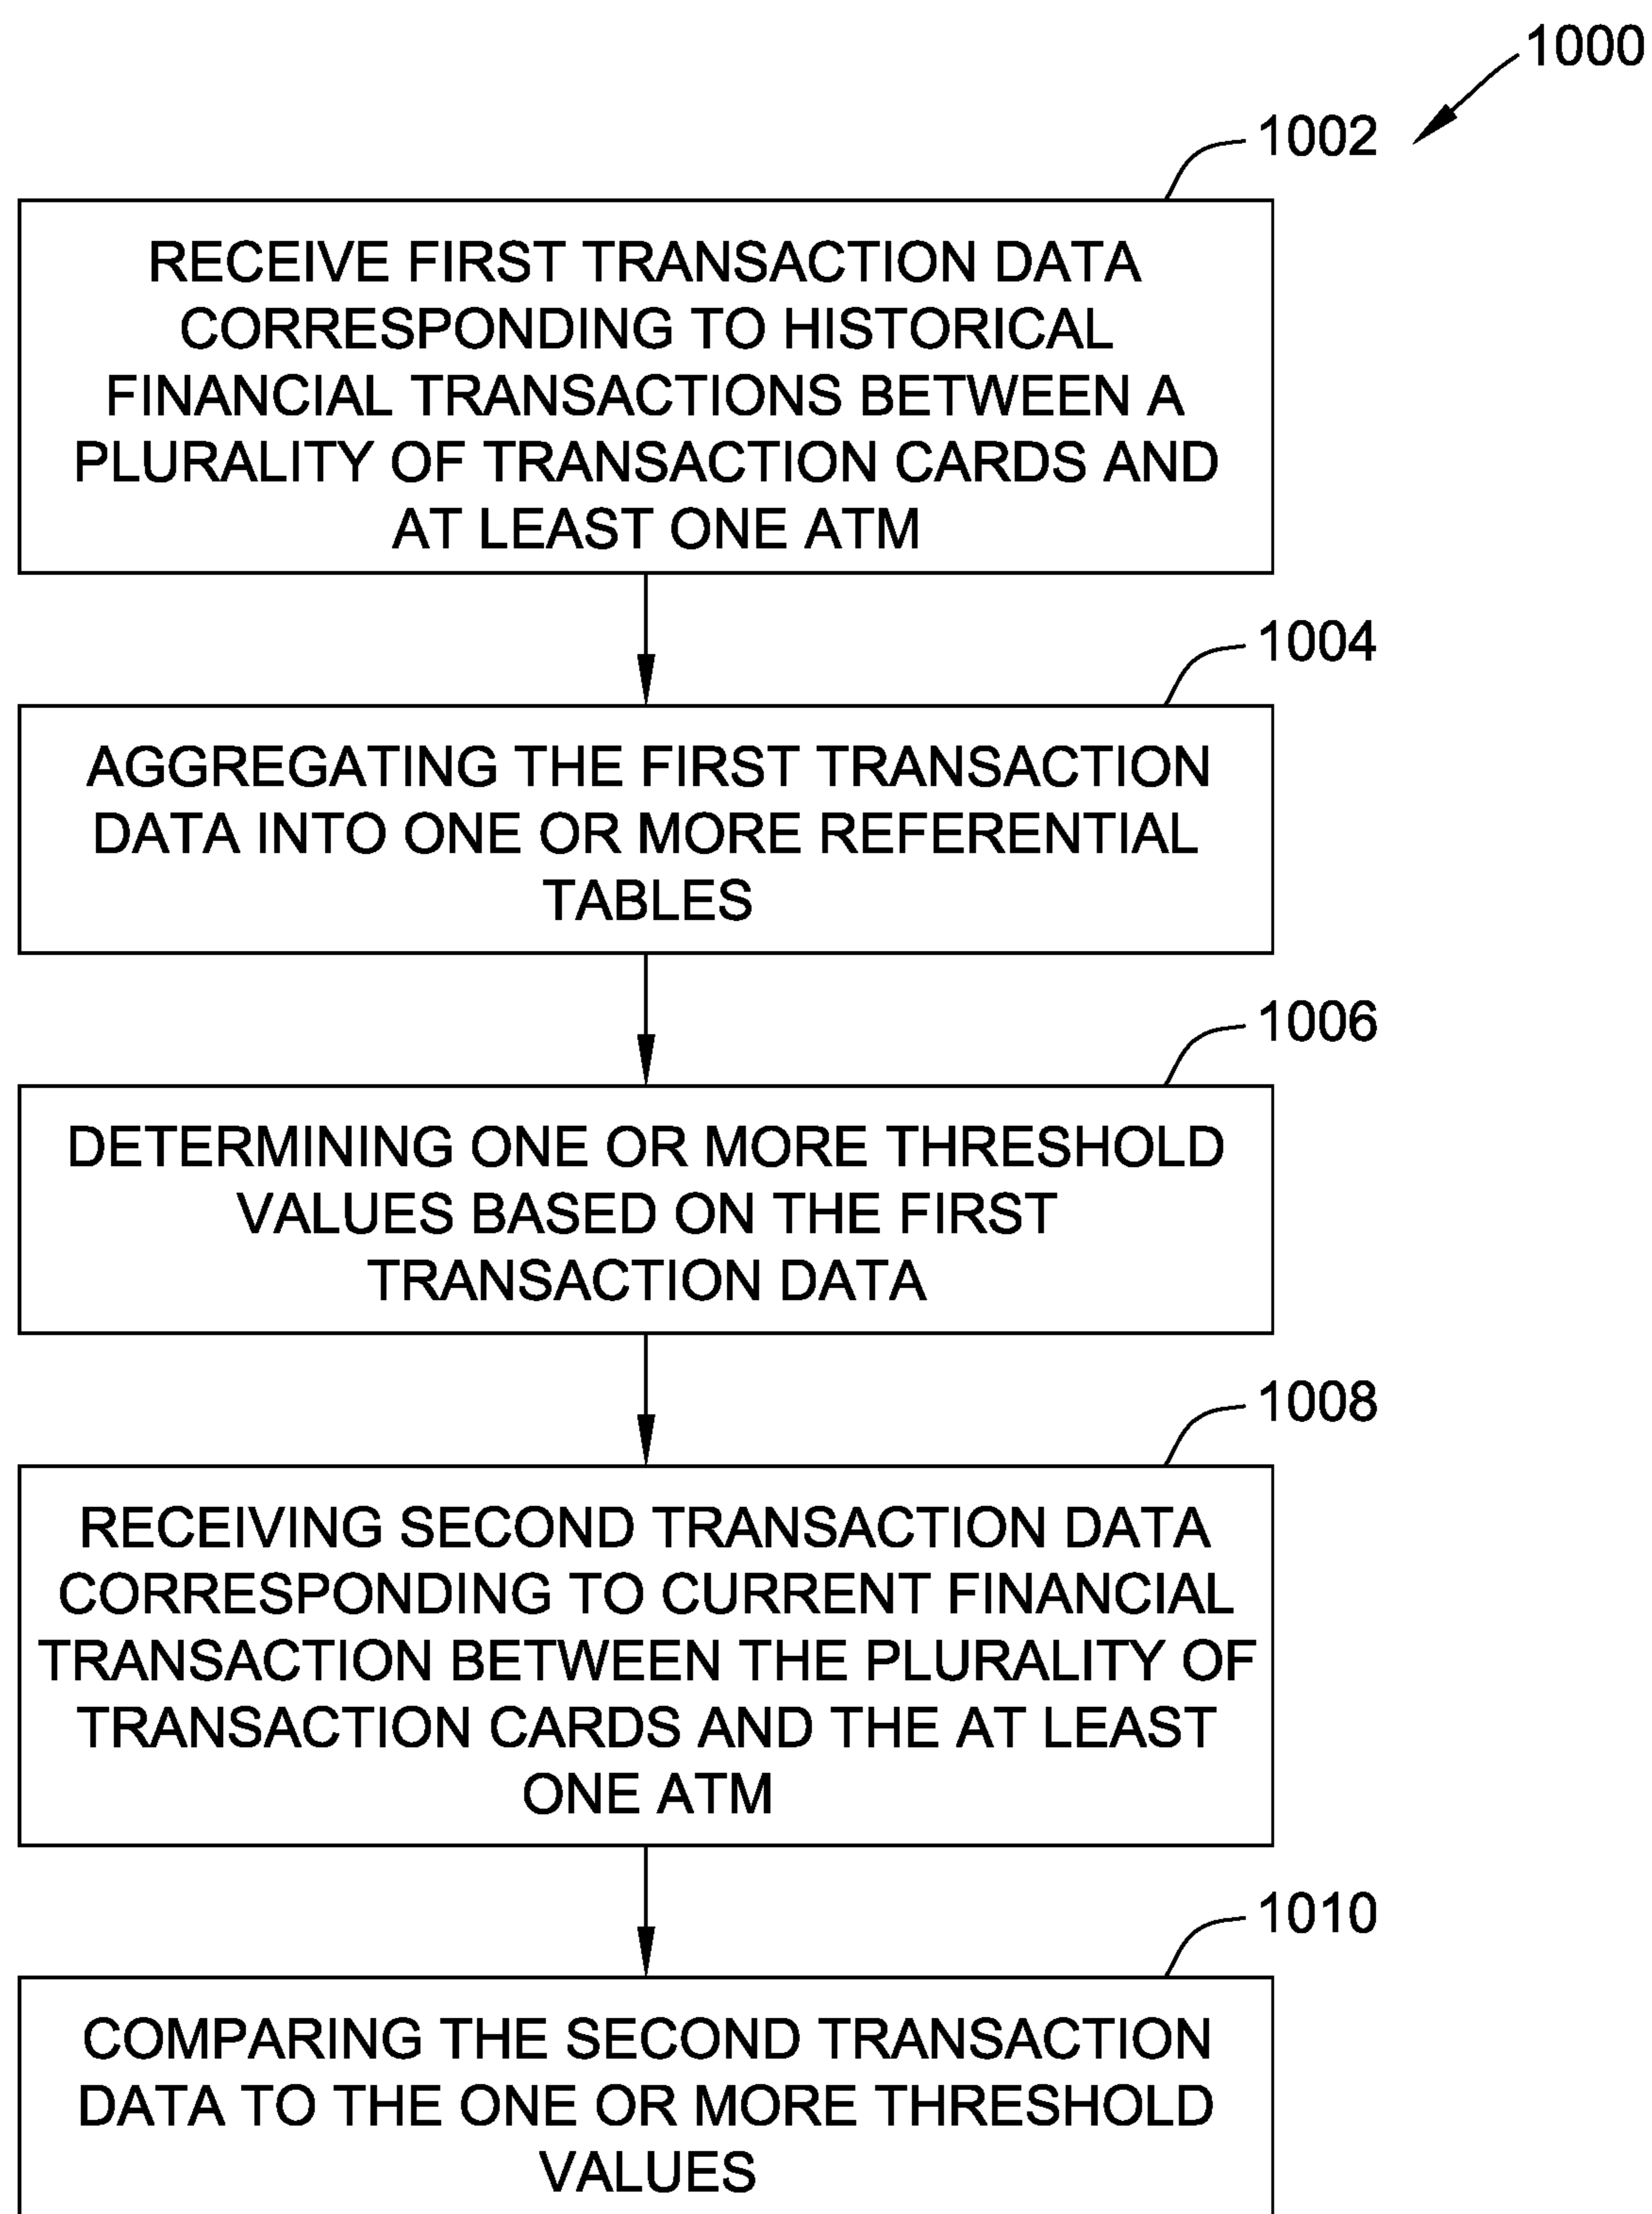 1000
1002
RECEIVE FIRST TRANSACTION DATA
CORRESPONDING TO HISTORICAL
FINANCIAL TRANSACTIONS BETWEEN A
PLURALITY OF TRANSACTION CARDS AND
AT LEAST ONE ATM
1004
AGGREGATING THE FIRST TRANSACTION
DATA INTO ONE OR MORE REFERENTIAL
TABLES
1006
DETERMINING ONE OR MORE THRESHOLD
VALUES BASED ON THE FIRST
TRANSACTION DATA
1008
RECEIVING SECOND TRANSACTION DATA
CORRESPONDING TO CURRENT FINANCIAL
TRANSACTION BETWEEN THE PLURALITY OF
TRANSACTION CARDS AND THE AT LEAST
ONE ATM
1010
COMPARING THE SECOND TRANSACTION
DATA TO THE ONE OR MORE THRESHOLD
VALUES